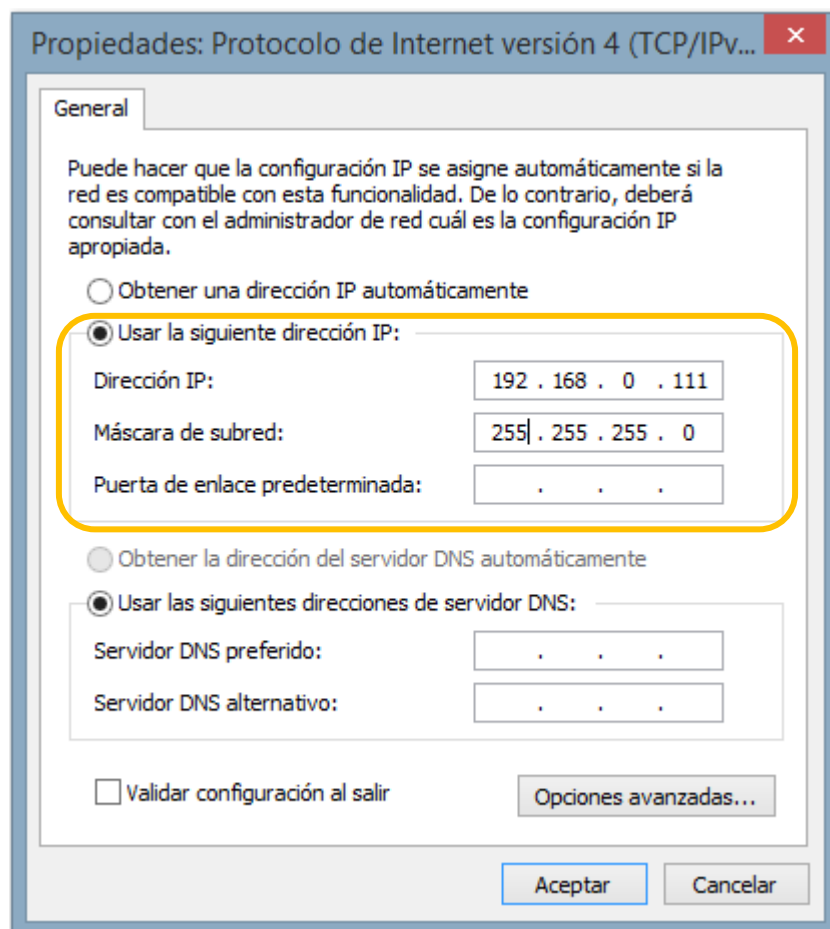 Propiedades: Protocolo de Internet versión 4 (TCP/IPv...
General
Puede hacer que la configuración IP se asigne automáticamente si la
red es compatible con esta funcionalidad. De lo contrario, deberá
consultar con el administrador de red cuál es la configuración IP
apropiada.
Obtener una dirección IP automáticamente
Usar la siguiente dirección IP:
Dirección IP: 192 . 168 . 0 . 111
Máscara de subred: 255 . 255 . 255 . 0
Puerta de enlace predeterminada: . . .
Obtener la dirección del servidor DNS automáticamente
Usar las siguientes direcciones de servidor DNS:
Servidor DNS preferido: . . .
Servidor DNS alternativo: . . .
Validar configuración al salir
Opciones avanzadas...
Aceptar Cancelar